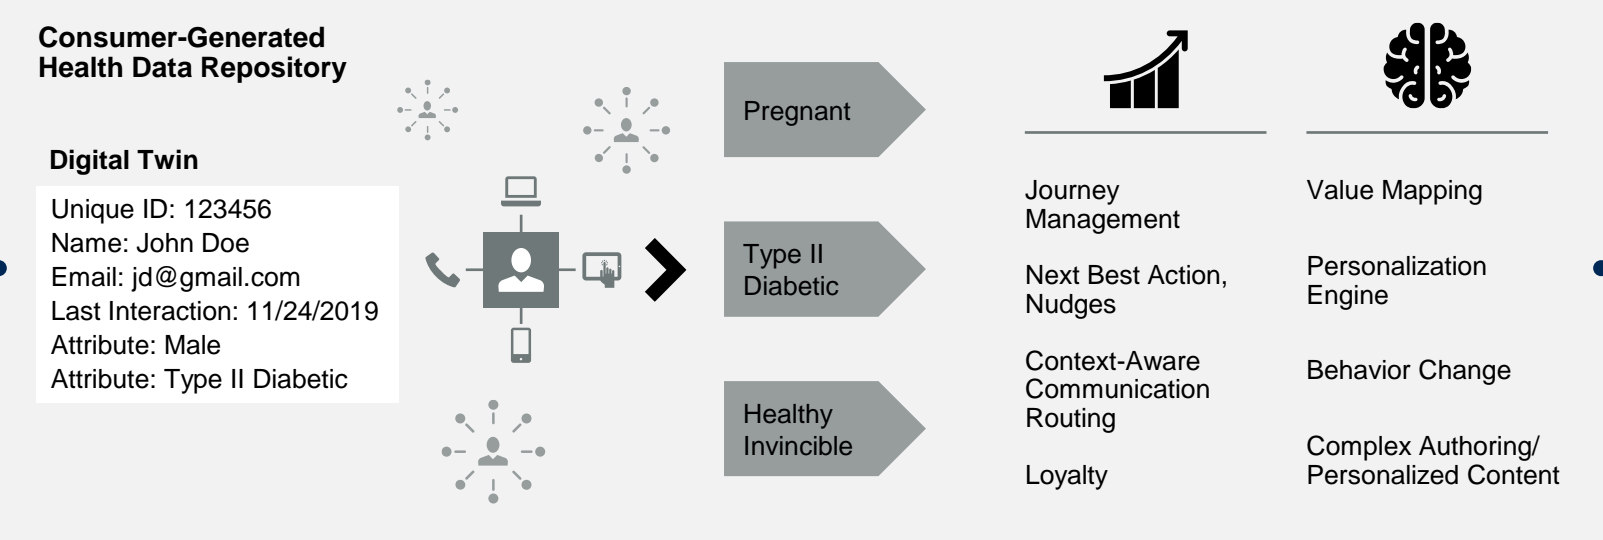 Consumer-Generated
Health Data Repository
Digital Twin
Unique ID: 123456
Name: John Doe
Email: jd@gmail.com
Last Interaction: 11/24/2019
Attribute: Male
Attribute: Type II Diabetic
Pregnant
Type II
Diabetic
Healthy
Invincible
Journey
Management
Next Best Action,
Nudges
Context-Aware
Communication
Routing
Loyalty
Value Mapping
Personalization
Engine
Behavior Change
Complex Authoring/
Personalized Content